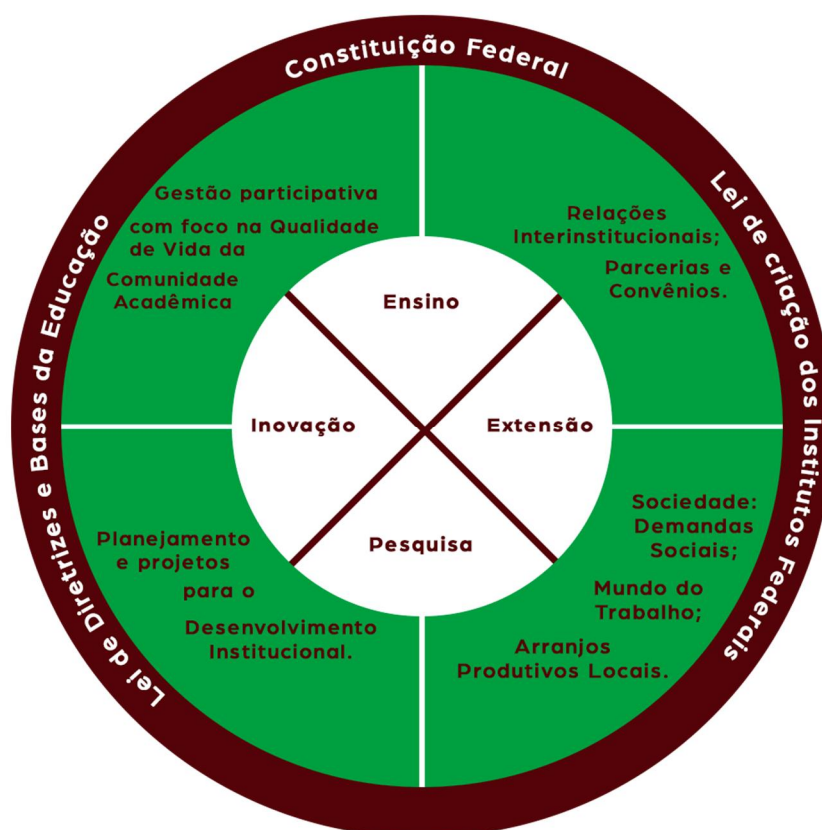 Constituição Federal
Lei de Diretrizes e Bases da Educação
Lei de criação dos Institutos Federais
Gestão participativa
com foco na Qualidade
de Vida da
Comunidade
Acadêmica
Relações
Interinstitucionais;
Parcerias e
Convênios.
Ensino
Inovação
Extensão
Pesquisa
Planejamento
e projetos
para o
Desenvolvimento
Institucional.
Sociedade:
Demandas
Sociais;
Mundo do
Trabalho;
Arranjos
Produtivos Locais.